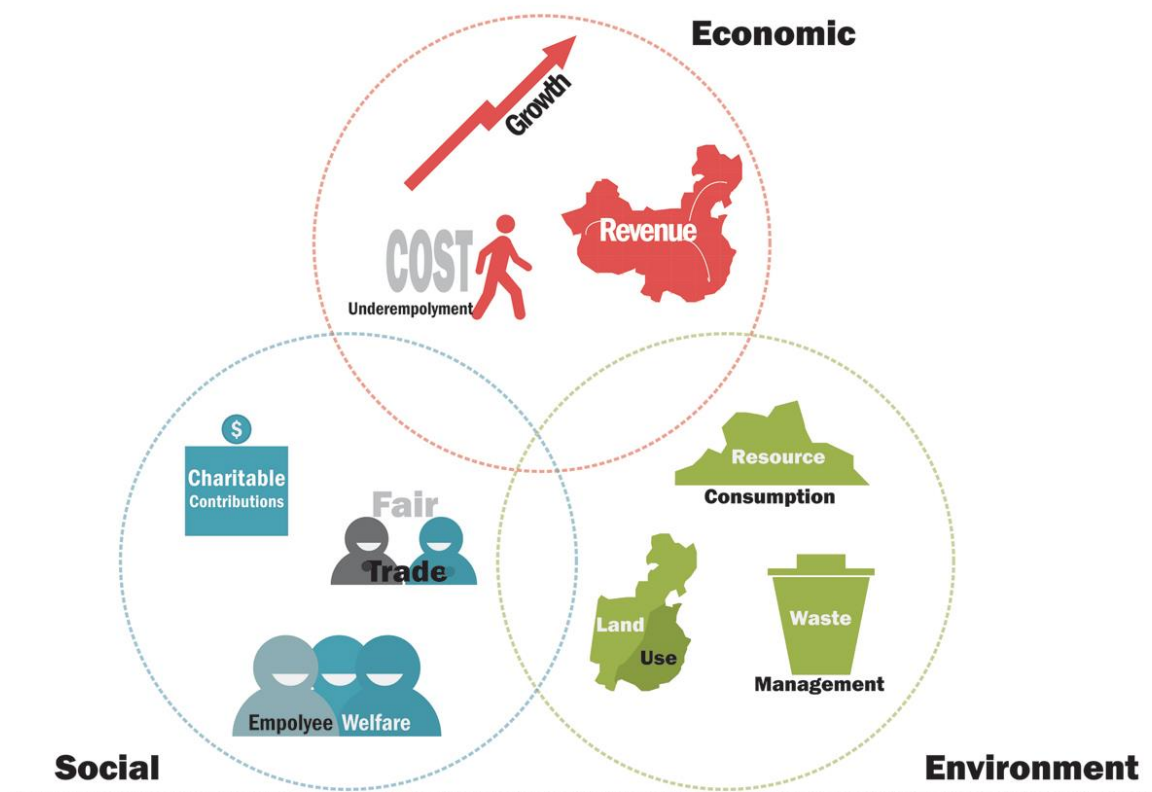 Economic
Growth
Revenue
COST
Underempolyment
$
Charitable
Contributions
Fair
Trade
Empolyee Welfare
Social
Resource
Consumption
Land
Use
Waste
Management
Environment